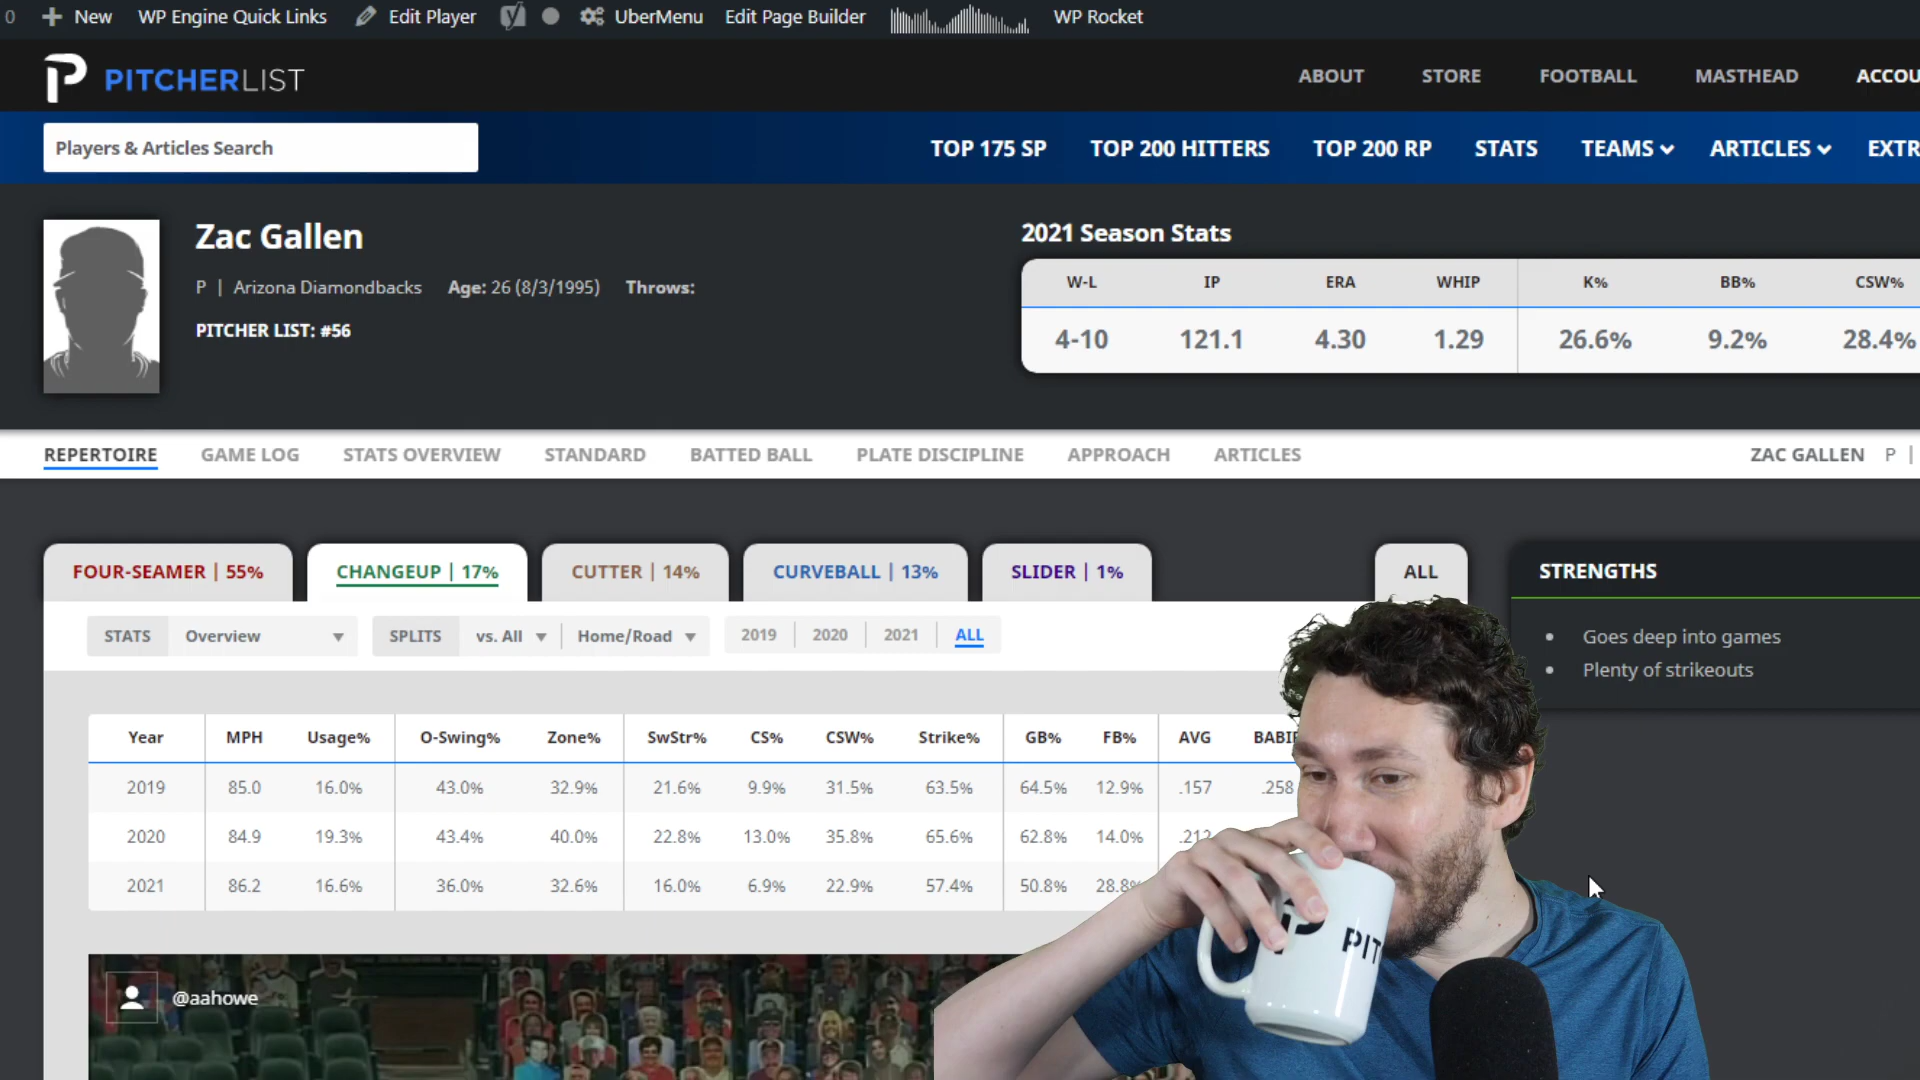 0 New WP Engine Quick Links Edit Player UberMenu Edit Page Builder WP Rocket
P PITCHERLIST
ABOUT STORE FOOTBALL MASTHEAD ACCOU
Players & Articles Search
TOP 175 SP TOP 200 HITTERS TOP 200 RP STATS TEAMS ARTICLES EXTR
Zac Gallen
P | Arizona Diamondbacks Age: 26 (8/3/1995) Throws:
PITCHER LIST: #56
2021 Season Stats
W-L IP ERA WHIP K% BB% CSW%
4-10 121.1 4.30 1.29 26.6% 9.2% 28.4%
REPERTOIRE GAME LOG STATS OVERVIEW STANDARD BATTED BALL PLATE DISCIPLINE APPROACH ARTICLES ZAC GALLEN P |
FOUR-SEAMER | 55% CHANGEUP | 17% CUTTER | 14% CURVEBALL | 13% SLIDER | 1% ALL
STATS Overview SPLITS vs. All Home/Road 2019 2020 2021 ALL
STRENGTHS
Goes deep into games
Plenty of strikeouts
Year MPH Usage% O-Swing% Zone% SwStr% CS% CSW% Strike% GB% FB% AVG BABI
2019 85.0 16.0% 43.0% 32.9% 21.6% 9.9% 31.5% 63.5% 64.5% 12.9% .157 .258
2020 84.9 19.3% 43.4% 40.0% 22.8% 13.0% 35.8% 65.6% 62.8% 14.0% .212
2021 86.2 16.6% 36.0% 32.6% 16.0% 6.9% 22.9% 57.4% 50.8% 28.8%
@aahowe
P PIT